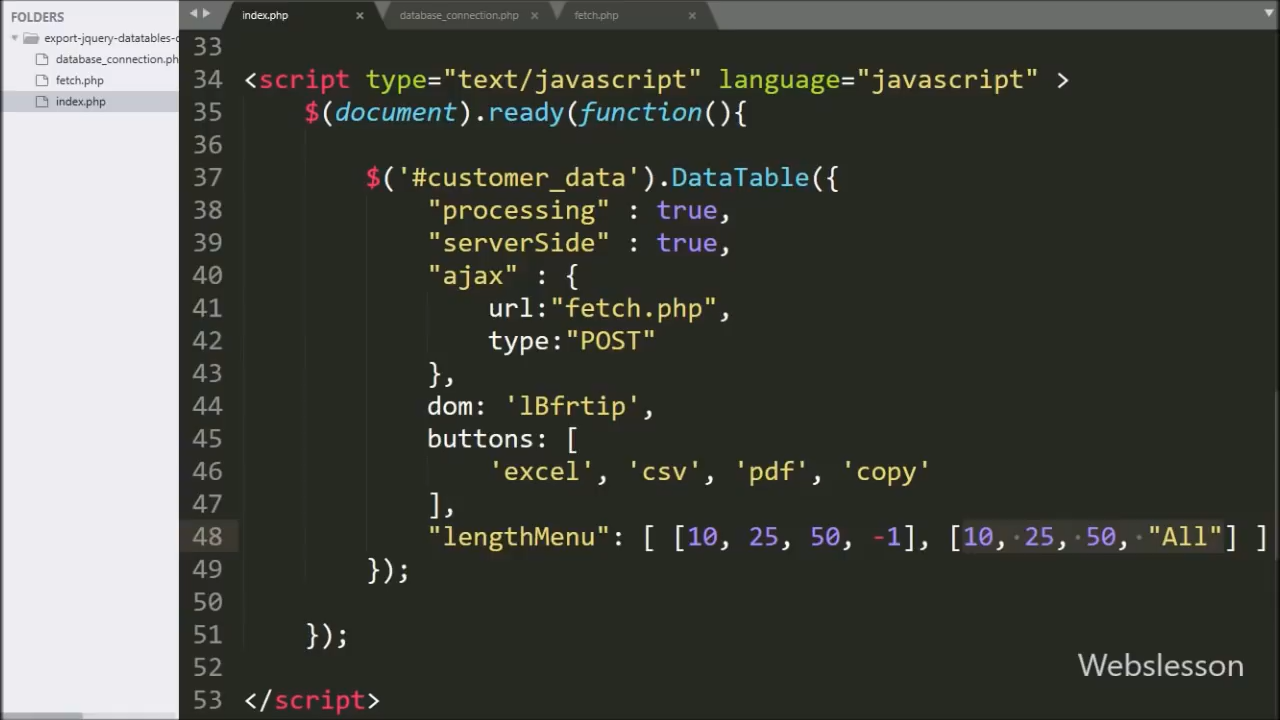 FOLDERS
export-jquery-datatables-
database_connection.ph
fetch.php
index.php
index.php
database_connection.php
fetch.php
33
34 <script type="text/javascript" language="javascript" >
35 $(document).ready(function(){
36
37 $('#customer_data').DataTable({
38 "processing" : true,
39 "serverSide" : true,
40 "ajax" : {
41 url:"fetch.php",
42 type:"POST"
43 },
44 dom: 'lBfrtip',
45 buttons: [
46 'excel', 'csv', 'pdf', 'copy'
47 ],
48 "lengthMenu": [ [10, 25, 50, -1], [10, 25, 50, "All"] ]
49 });
50
51 });
52
53 </script>
Webslesson